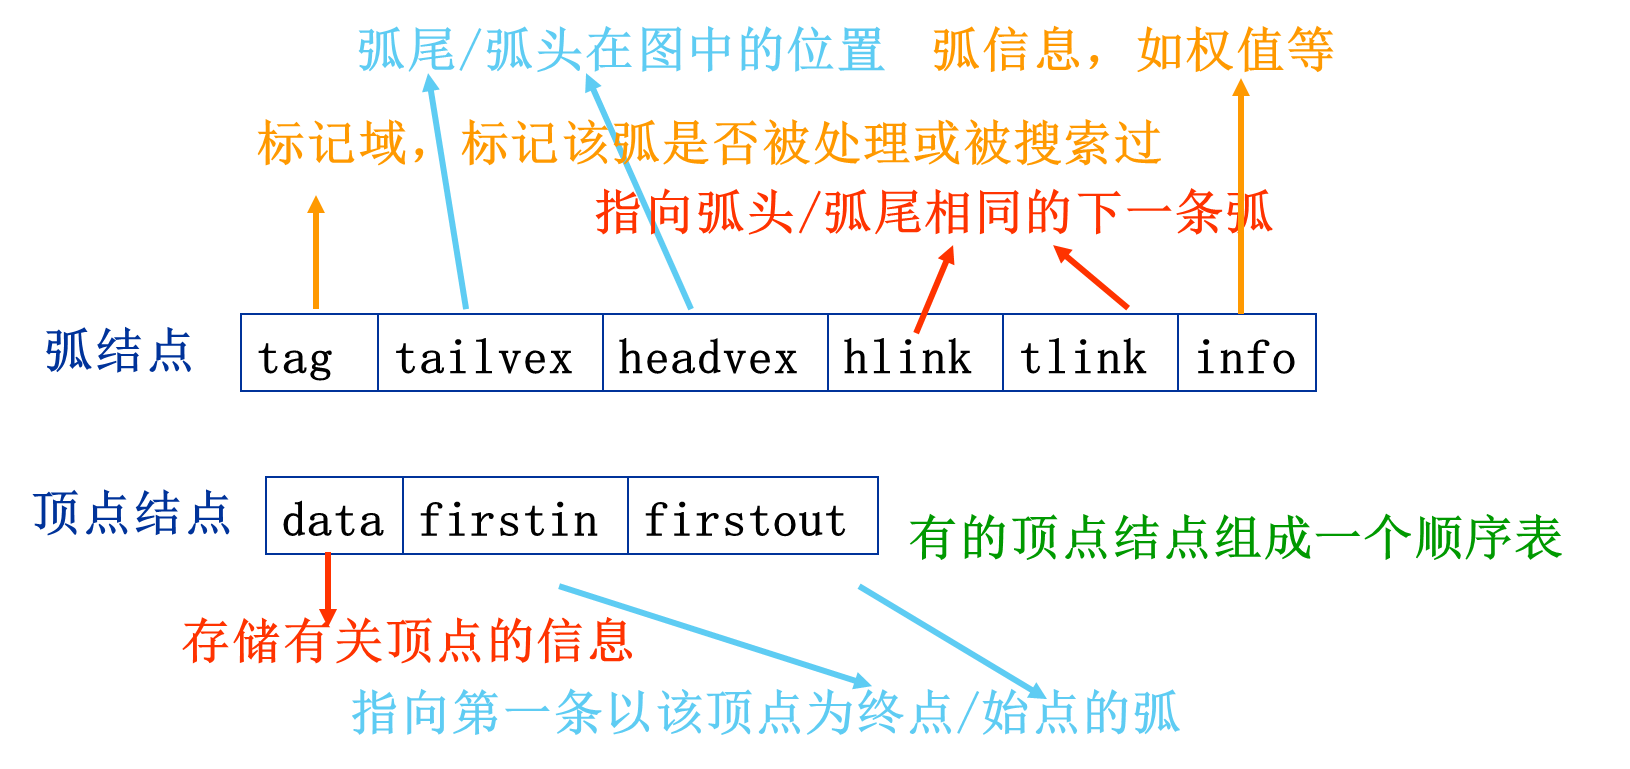 弧尾/弧头在图中的位置 弧信息，如权值等
标记域，标记该弧是否被处理或被搜索过
指向弧头/弧尾相同的下一条弧
弧结点 tag tailvex headvex hlink tlink info
顶点结点 data firstin firstout
有的顶点结点组成一个顺序表
存储有关顶点的信息
指向第一条以该顶点为终点/始点的弧